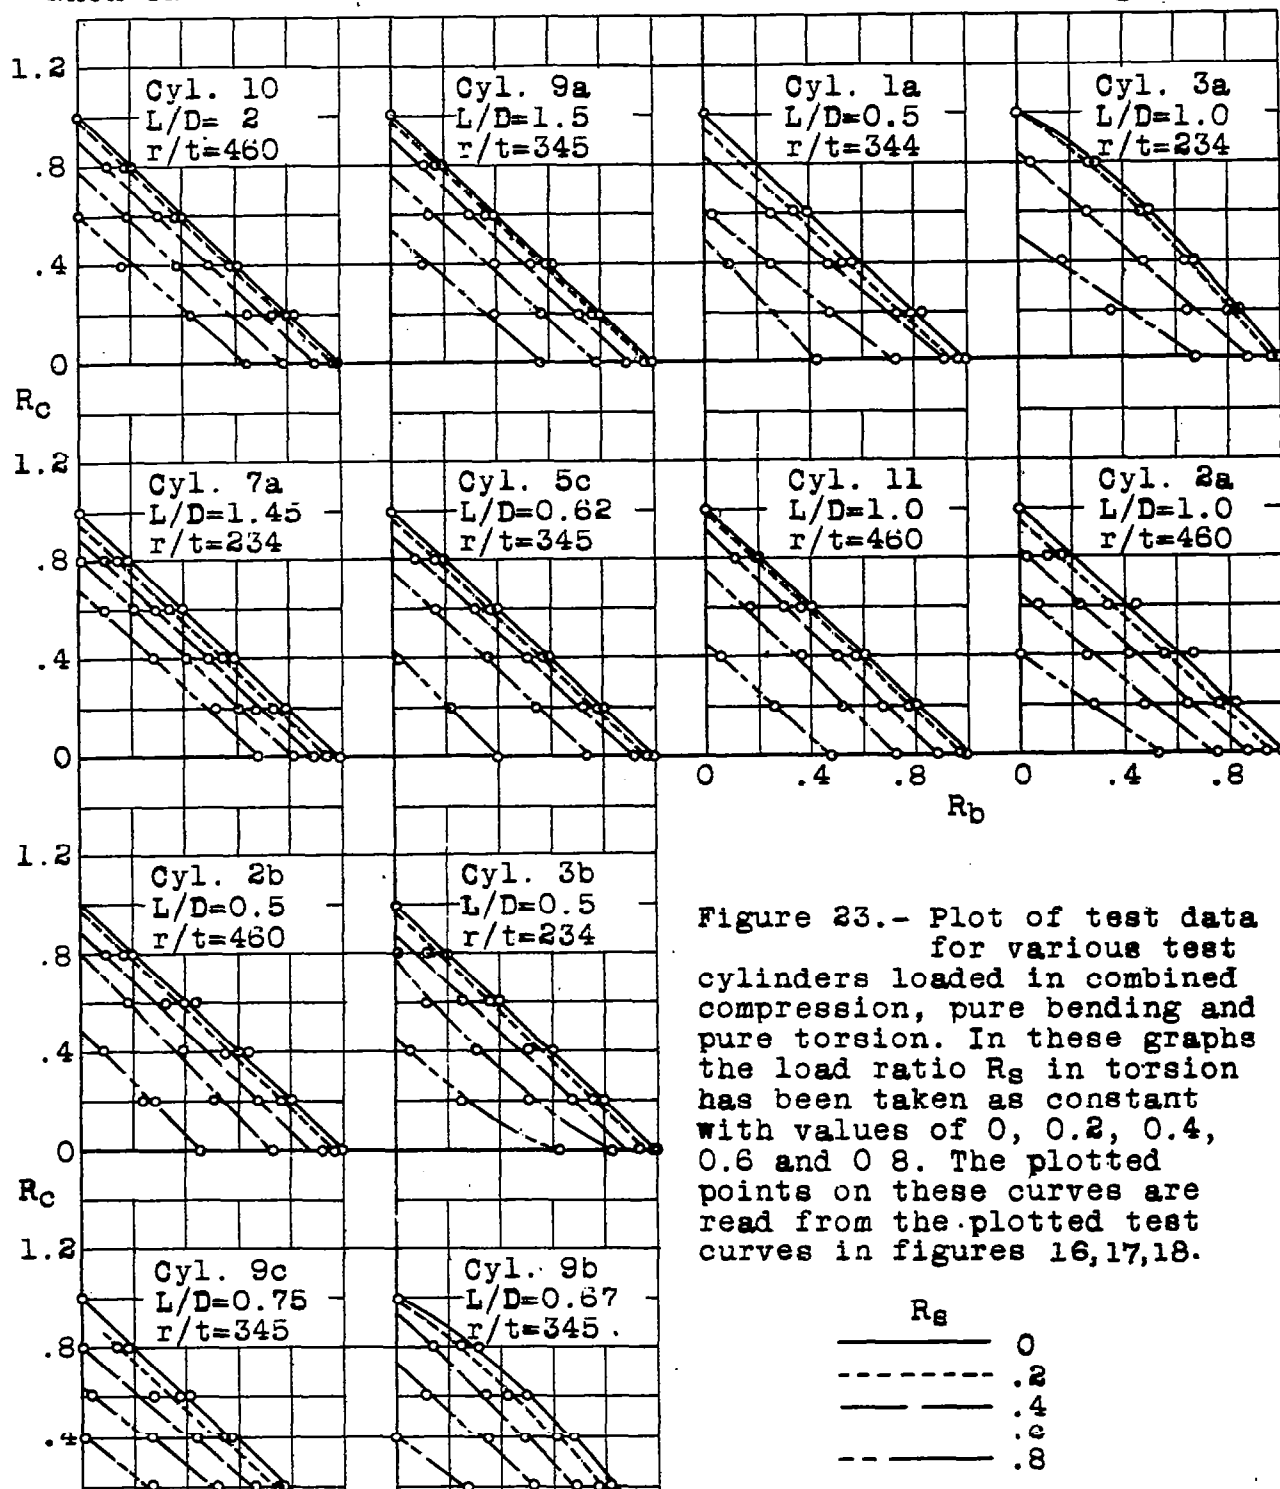 1.2
.8
.4
0
Rc
Cyl. 10
L/D= 2
r/t=460
Cyl. 9a
L/D=1.5
r/t=345
Cyl. 1a
L/D=0.5
r/t=344
Cyl. 3a
L/D=1.0
r/t=234
1.2
.8
.4
0
Cyl. 7a
L/D=1.45
r/t=234
Cyl. 5c
L/D=0.62
r/t=345
Cyl. 11
L/D=1.0
r/t=460
Cyl. 2a
L/D=1.0
r/t=460
0 .4 .8 0 .4 .8
Rb
1.2
.8
.4
0
Rc
Cyl. 2b
L/D=0.5
r/t=460
Cyl. 3b
L/D=0.5
r/t=234
1.2
.8
.4
Cyl. 9c
L/D=0.75
r/t=345
Cyl. 9b
L/D=0.67
r/t=345.
Figure 23.- Plot of test data
for various test
cylinders loaded in combined
compression, pure bending and
pure torsion. In these graphs
the load ratio Rs in torsion
has been taken as constant
with values of 0, 0.2, 0.4,
0.6 and 0 8. The plotted
points on these curves are
read from the plotted test
curves in figures 16,17,18.
Rs
0
.2
.4
.8